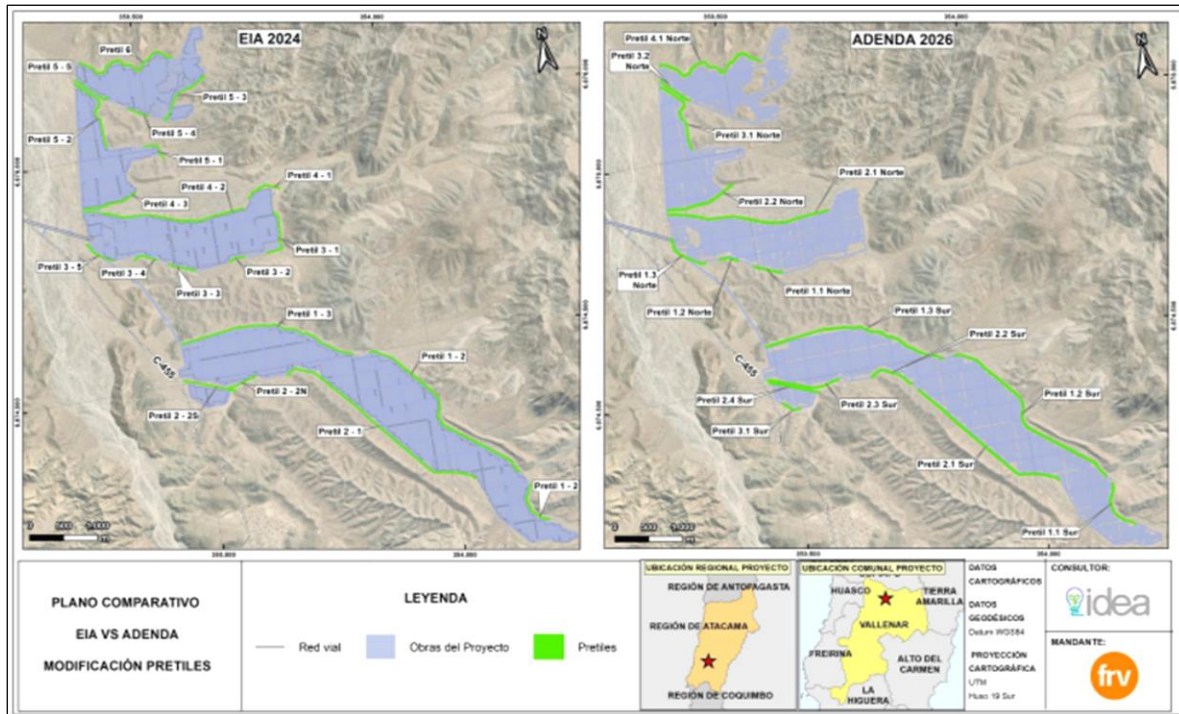 EIA 2024
Pretil 6
Pretil 5 - 5
Pretil 5 - 3
Pretil 5 - 2
Pretil 5 - 4
Pretil 5 - 1
Pretil 4 - 2
Pretil 4 - 1
Pretil 4 - 3
Pretil 3 - 1
Pretil 3 - 5
Pretil 3 - 4
Pretil 3 - 2
Pretil 3 - 3
Pretil 1 - 3
Pretil 1 - 2
C-455
Pretil 2 - 2N
Pretil 2 - 2S
Pretil 2 - 1
Pretil 1 - 2
N
ADENDA 2026
Pretil 4.1 Norte
Pretil 3.2
Norte
Pretil 3.1 Norte
Pretil 2.1 Norte
Pretil 2.2 Norte
Pretil 1.3
Norte
Pretil 1.1 Norte
Pretil 1.2 Norte
Pretil 1.3 Sur
Pretil 2.2 Sur
C-455
Pretil 2.4 Sur
Pretil 2.3 Sur
Pretil 1.2 Sur
Pretil 3.1 Sur
Pretil 2.1 Sur
Pretil 1.1 Sur
N
PLANO COMPARATIVO
EIA VS ADENDA
MODIFICACIÓN PRETILES
LEYENDA
Red vial
Obras del Proyecto
Pretiles
UBICACIÓN REGIONAL PROYECTO
REGIÓN DE ANTOFAGASTA
REGIÓN DE ATACAMA
REGIÓN DE COQUIMBO
UBICACIÓN COMUNAL PROYECTO
HUASCO
TIERRA
AMARILLA
VALLENAR
FREIRINA
ALTO DEL
CARMEN
LA
HIGUERA
DATOS
CARTOGRÁFICOS
DATOS
GEODÉSICOS
Datum WGS84
PROYECCIÓN
CARTOGRÁFICA
UTM
Huso 19 Sur
CONSULTOR:
idea
MANDANTE:
frv